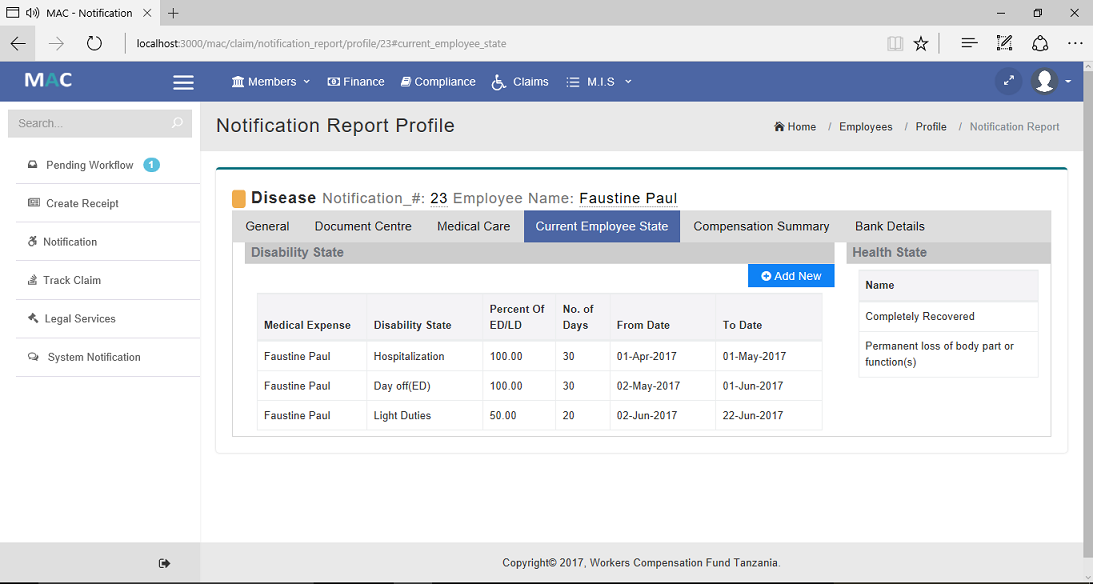 MAC - Notification
localhost:3000/mac/claim/notification_report/profile/23#current_employee_state
MAC
Members
Finance
Compliance
Claims
M.I.S
Search...
Pending Workflow 1
Create Receipt
Notification
Track Claim
Legal Services
System Notification
Notification Report Profile
Home / Employees / Profile / Notification Report
Disease Notification_#: 23 Employee Name: Faustine Paul
General
Document Centre
Medical Care
Current Employee State
Compensation Summary
Bank Details
Disability State
Add New
Medical Expense Disability State Percent Of ED/LD No. of Days From Date To Date
Faustine Paul Hospitalization 100.00 30 01-Apr-2017 01-May-2017
Faustine Paul Day off(ED) 100.00 30 02-May-2017 01-Jun-2017
Faustine Paul Light Duties 50.00 20 02-Jun-2017 22-Jun-2017
Health State
Name
Completely Recovered
Permanent loss of body part or
function(s)
Copyright© 2017, Workers Compensation Fund Tanzania.